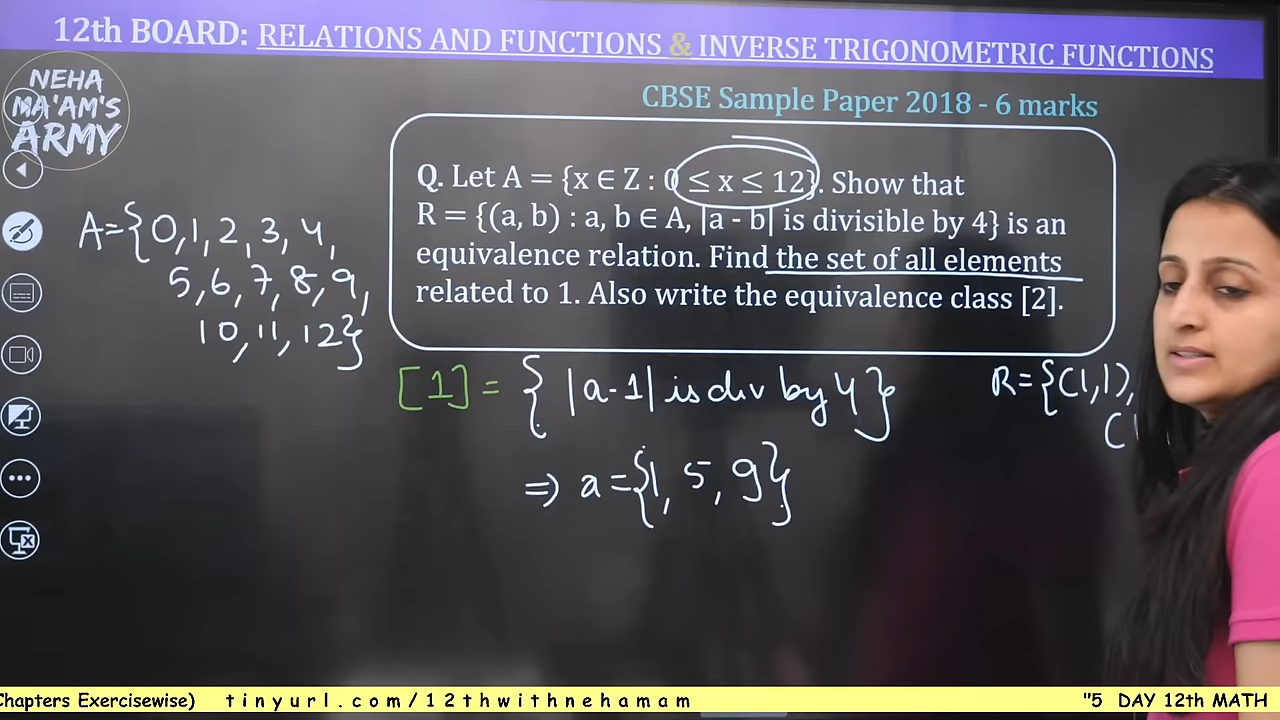 12th BOARD: RELATIONS AND FUNCTIONS & INVERSE TRIGONOMETRIC FUNCTIONS
NEHA
MA'AM'S
ARMY
CBSE Sample Paper 2018 - 6 marks
Q. Let A = {x ∈ Z : 0 ≤ x ≤ 12}. Show that
R = {(a, b) : a, b ∈ A, |a - b| is divisible by 4} is an
equivalence relation. Find the set of all elements
related to 1. Also write the equivalence class [2].
A={0,1,2,3,4,
5,6,7,8,9,
10,11,12}
[1] = { |a-1| is div by 4 }
⇒ a={1, 5, 9}
R={(1,1),
(1
Chapters Exercisewise) tinyurl.com/12thwithnehamam "5 DAY 12th MATH